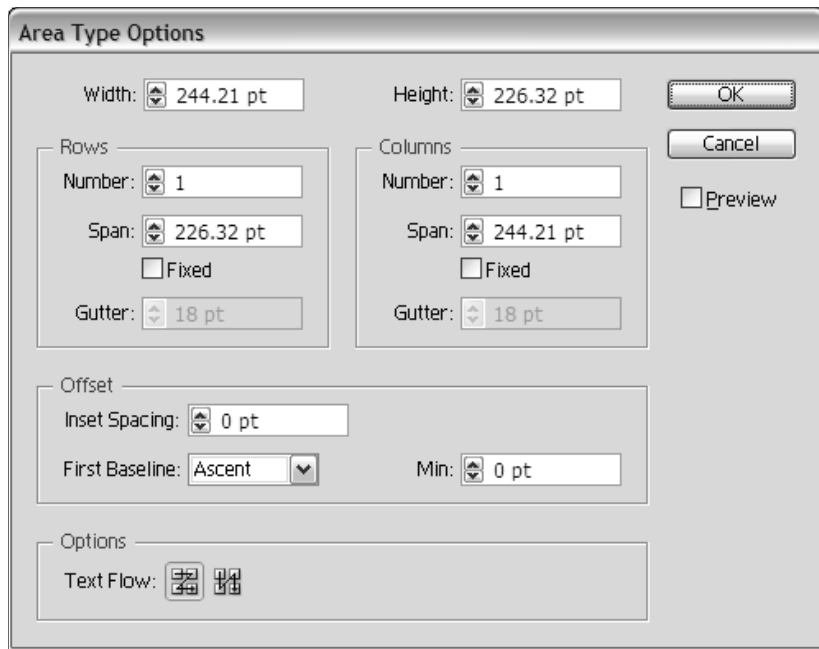 Area Type Options
Width: 244.21 pt Height: 226.32 pt OK
Cancel
Preview
Rows
Number: 1
Span: 226.32 pt
Fixed
Gutter: 18 pt
Columns
Number: 1
Span: 244.21 pt
Fixed
Gutter: 18 pt
Offset
Inset Spacing: 0 pt
First Baseline: Ascent Min: 0 pt
Options
Text Flow: